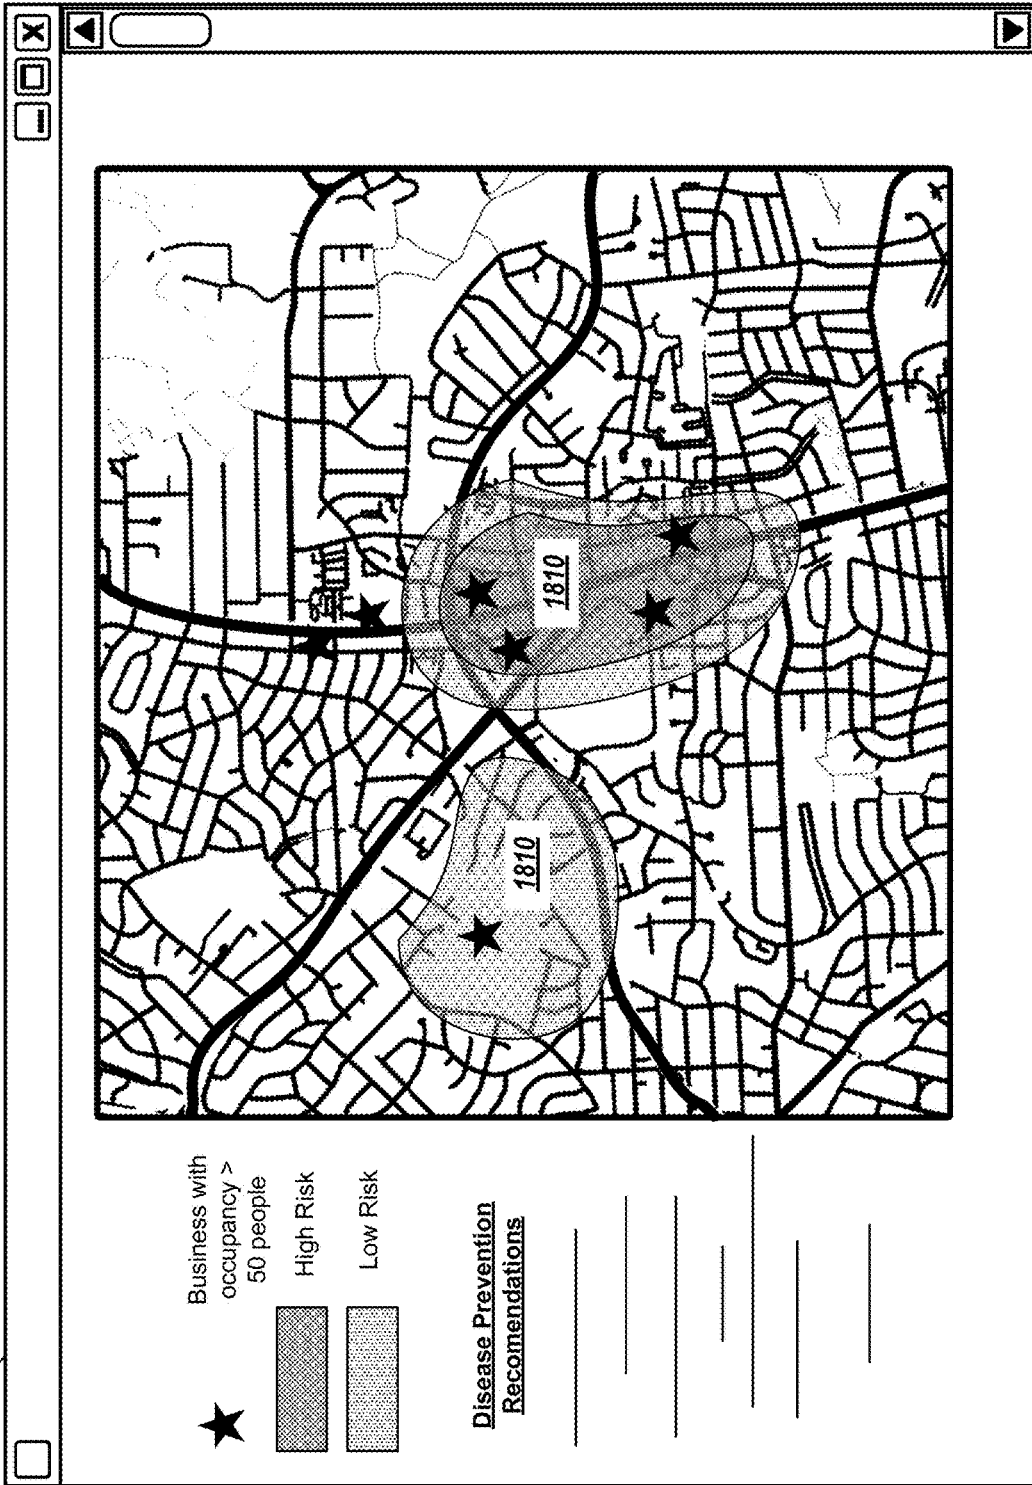 Business with
occupancy >
50 people
High Risk
Low Risk
Disease Prevention
Recomendations
1810
1810